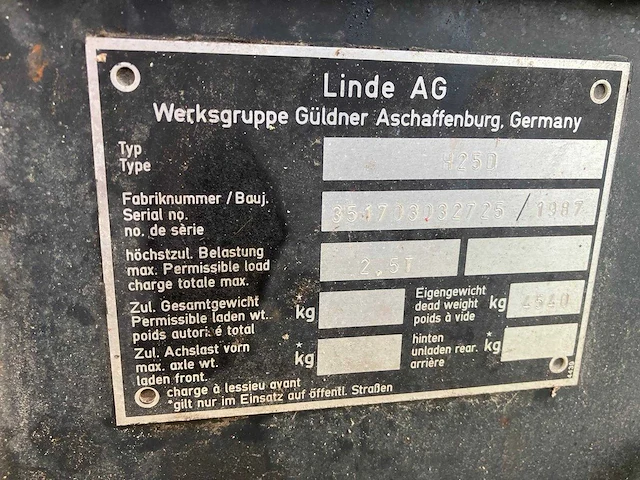 Linde AG
Werksgruppe Güldner Aschaffenburg, Germany
Typ
Type
H25D
Fabriknummer / Bauj.
Serial no.
no. de sèrie
351703032725 / 1987
höchstzul. Belastung
max. Permissible load
charge totale max.
2,5T
Zul. Gesamtgewicht
Permissible laden wt.
poids autori é total
* kg
Eigengewicht
dead weight
poids à vide
kg 4540
Zul. Achslast vorn
max. axle wt.
laden front.
charge à lessieu avant
* kg
hinten
unladen rear.
arrière
* kg
*gilt nur im Einsatz auf öffentl. Straßen